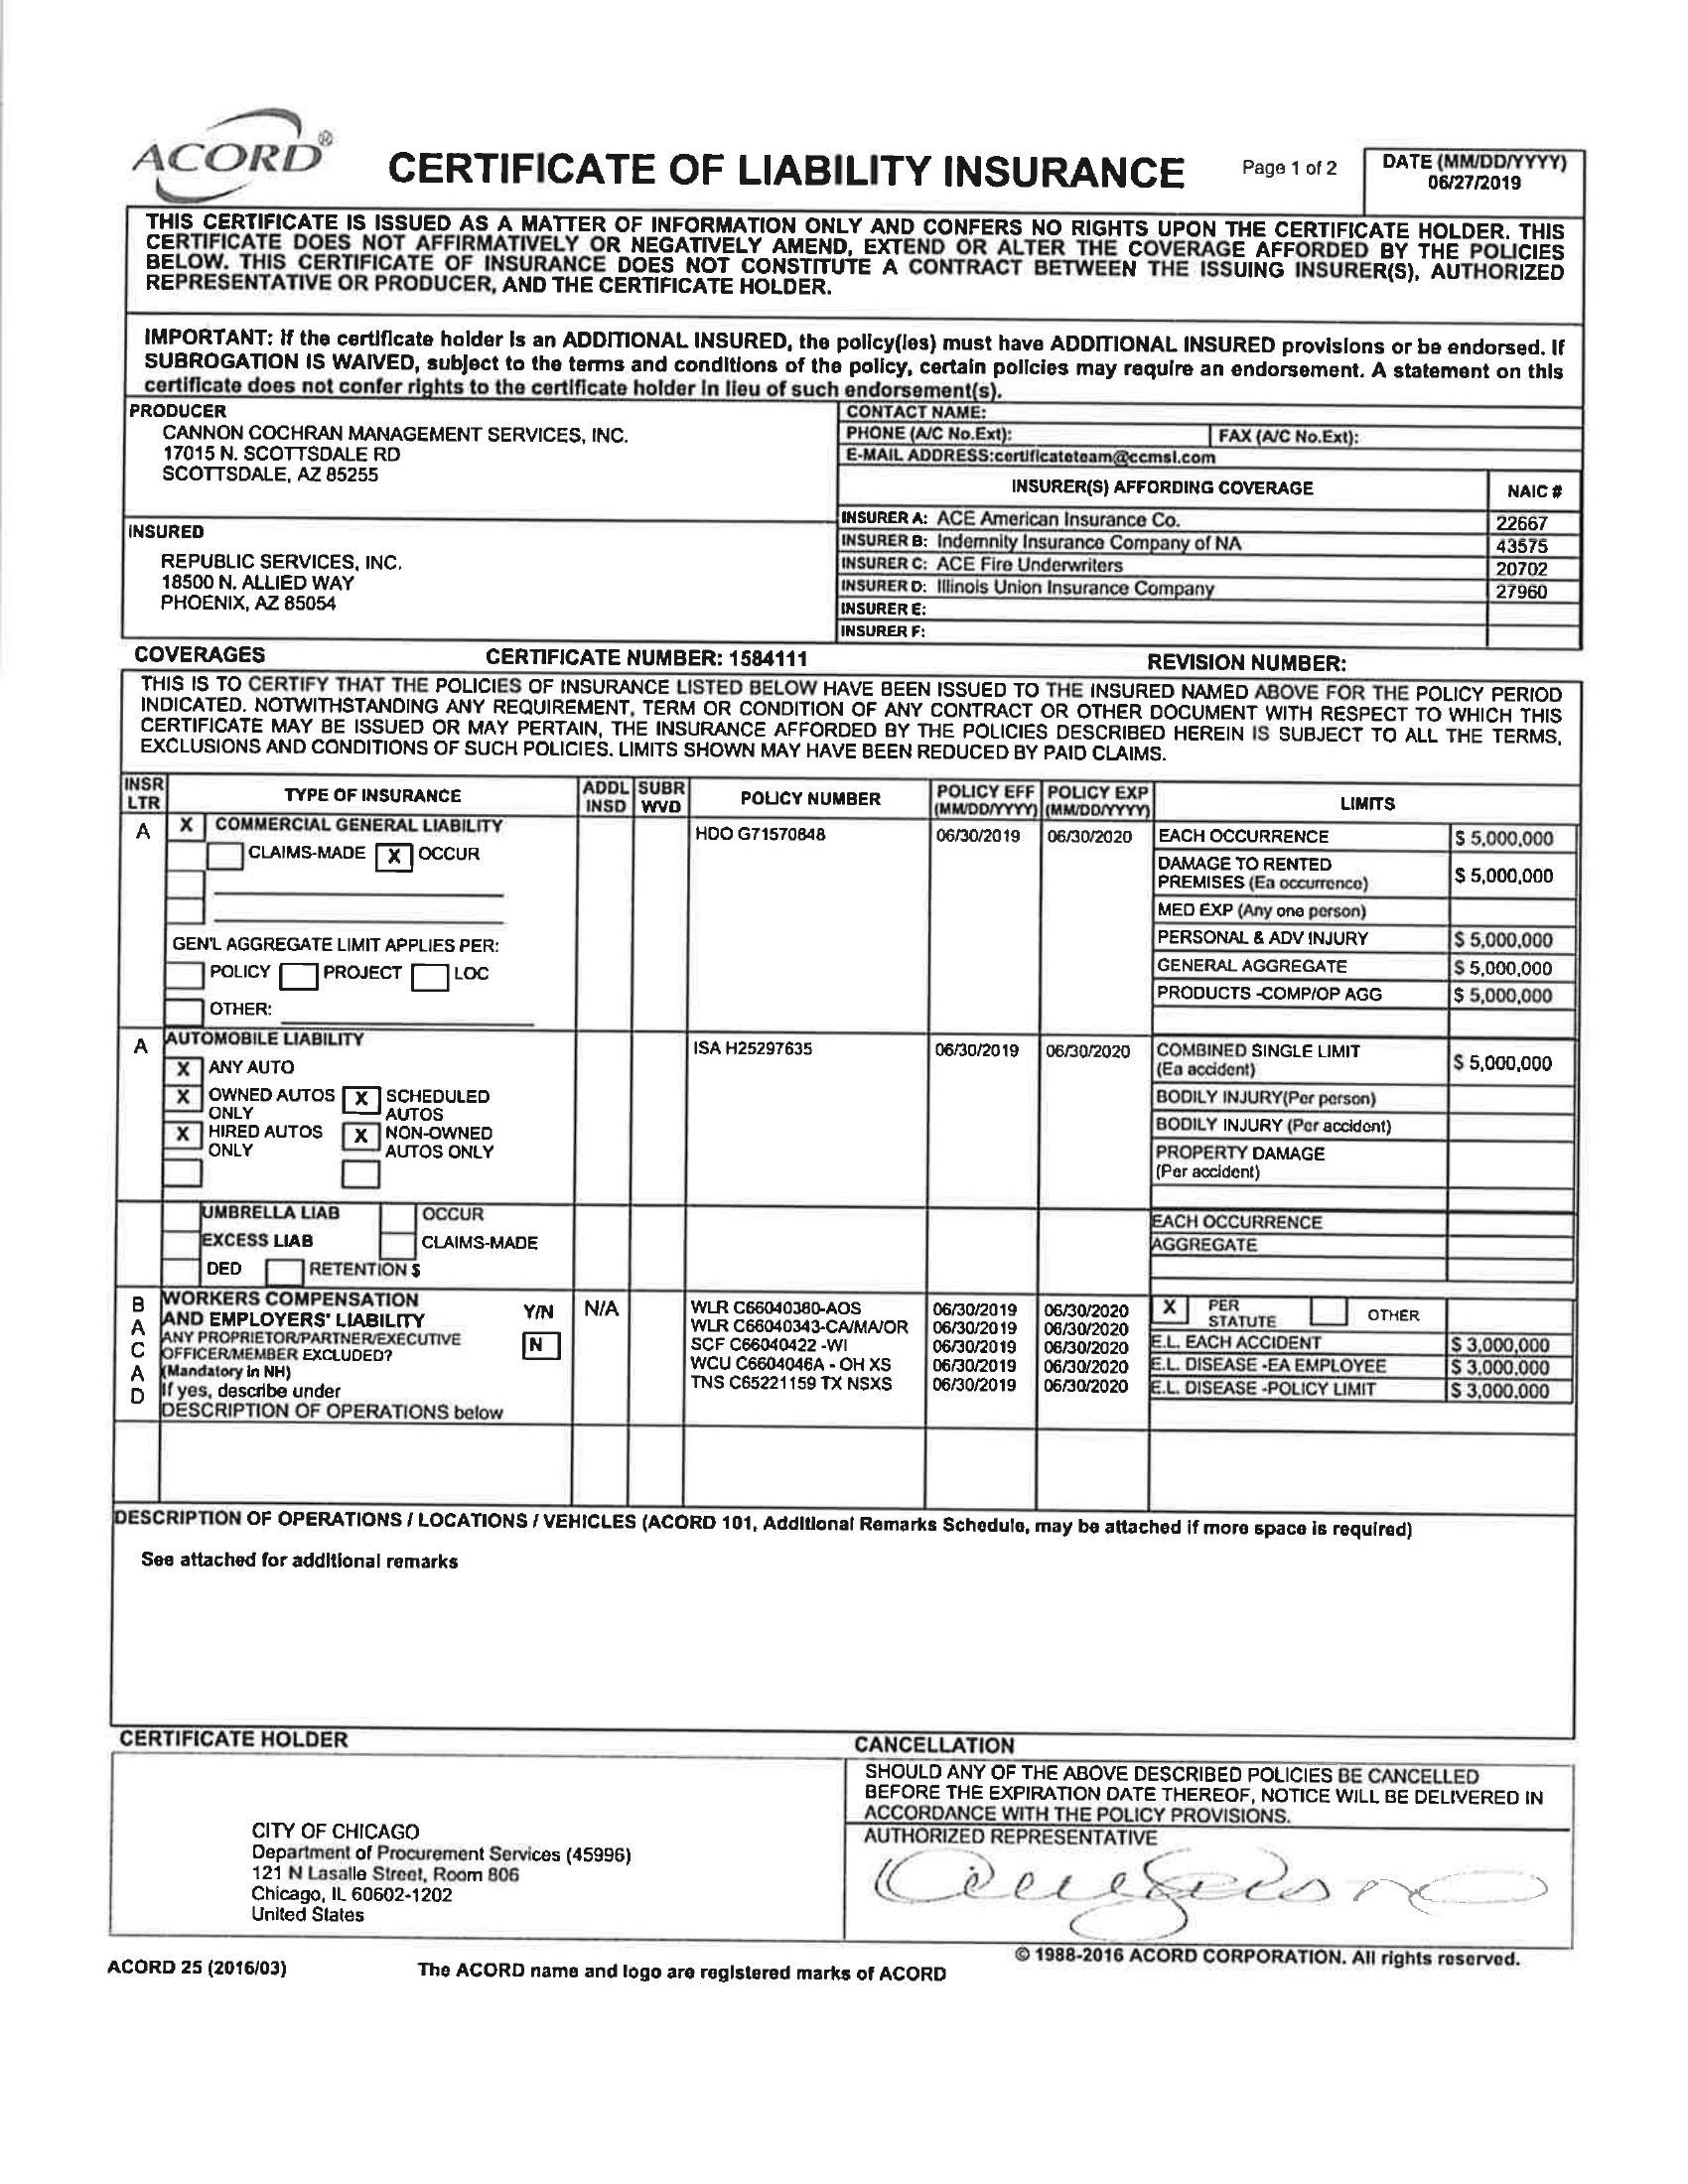 ACORD®
CERTIFICATE OF LIABILITY INSURANCE
Page 1 of 2
DATE (MM/DD/YYYY)
06/27/2019
THIS CERTIFICATE IS ISSUED AS A MATTER OF INFORMATION ONLY AND CONFERS NO RIGHTS UPON THE CERTIFICATE HOLDER. THIS
CERTIFICATE DOES NOT AFFIRMATIVELY OR NEGATIVELY AMEND, EXTEND OR ALTER THE COVERAGE AFFORDED BY THE POLICIES
BELOW. THIS CERTIFICATE OF INSURANCE DOES NOT CONSTITUTE A CONTRACT BETWEEN THE ISSUING INSURER(S), AUTHORIZED
REPRESENTATIVE OR PRODUCER, AND THE CERTIFICATE HOLDER.
IMPORTANT: If the certificate holder is an ADDITIONAL INSURED, the policy(ies) must have ADDITIONAL INSURED provisions or be endorsed. If
SUBROGATION IS WAIVED, subject to the terms and conditions of the policy, certain policies may require an endorsement. A statement on this
certificate does not confer rights to the certificate holder in lieu of such endorsement(s).
PRODUCER
CANNON COCHRAN MANAGEMENT SERVICES, INC.
17015 N. SCOTTSDALE RD
SCOTTSDALE, AZ 85255
CONTACT NAME:
PHONE (A/C No.Ext):
FAX (A/C No.Ext):
E-MAIL ADDRESS:certificateteam@ccmsi.com
INSURER(S) AFFORDING COVERAGE
NAIC #
INSURED
REPUBLIC SERVICES, INC.
18500 N. ALLIED WAY
PHOENIX, AZ 85054
INSURER A: ACE American Insurance Co.
22667
INSURER B: Indemnity Insurance Company of NA
43575
INSURER C: ACE Fire Underwriters
20702
INSURER D: Illinois Union Insurance Company
27960
INSURER E:
INSURER F:
COVERAGES
CERTIFICATE NUMBER: 1584111
REVISION NUMBER:
THIS IS TO CERTIFY THAT THE POLICIES OF INSURANCE LISTED BELOW HAVE BEEN ISSUED TO THE INSURED NAMED ABOVE FOR THE POLICY PERIOD
INDICATED. NOTWITHSTANDING ANY REQUIREMENT, TERM OR CONDITION OF ANY CONTRACT OR OTHER DOCUMENT WITH RESPECT TO WHICH THIS
CERTIFICATE MAY BE ISSUED OR MAY PERTAIN, THE INSURANCE AFFORDED BY THE POLICIES DESCRIBED HEREIN IS SUBJECT TO ALL THE TERMS,
EXCLUSIONS AND CONDITIONS OF SUCH POLICIES. LIMITS SHOWN MAY HAVE BEEN REDUCED BY PAID CLAIMS.
INSR LTR
TYPE OF INSURANCE
ADDL INSD
SUBR WVD
POLICY NUMBER
POLICY EFF (MM/DD/YYYY)
POLICY EXP (MM/DD/YYYY)
LIMITS
A X COMMERCIAL GENERAL LIABILITY
CLAIMS-MADE X OCCUR
GEN'L AGGREGATE LIMIT APPLIES PER:
POLICY PROJECT LOC
OTHER:
HDO G71570848
06/30/2019
06/30/2020
EACH OCCURRENCE $ 5,000,000
DAMAGE TO RENTED
PREMISES (Ea occurrence) $ 5,000,000
MED EXP (Any one person)
PERSONAL & ADV INJURY $ 5,000,000
GENERAL AGGREGATE $ 5,000,000
PRODUCTS -COMP/OP AGG $ 5,000,000
A AUTOMOBILE LIABILITY
X ANY AUTO
X OWNED AUTOS ONLY X SCHEDULED AUTOS
X HIRED AUTOS ONLY X NON-OWNED AUTOS ONLY
ISA H25297635
06/30/2019
06/30/2020
COMBINED SINGLE LIMIT
(Ea accident) $ 5,000,000
BODILY INJURY(Per person)
BODILY INJURY (Per accident)
PROPERTY DAMAGE
(Per accident)
UMBRELLA LIAB OCCUR
EXCESS LIAB CLAIMS-MADE
DED RETENTION $
EACH OCCURRENCE
AGGREGATE
B WORKERS COMPENSATION
A AND EMPLOYERS' LIABILITY
ANY PROPRIETOR/PARTNER/EXECUTIVE
C OFFICER/MEMBER EXCLUDED?
A (Mandatory in NH)
D If yes, describe under
DESCRIPTION OF OPERATIONS below
Y/N
N
N/A
WLR C66040380-AOS 06/30/2019 06/30/2020
WLR C66040343-CA/MA/OR 06/30/2019 06/30/2020
SCF C66040422 -WI 06/30/2019 06/30/2020
WCU C6604046A - OH XS 06/30/2019 06/30/2020
TNS C65221159 TX NSXS 06/30/2019 06/30/2020
X PER STATUTE OTHER
E.L. EACH ACCIDENT $ 3,000,000
E.L. DISEASE -EA EMPLOYEE $ 3,000,000
E.L. DISEASE -POLICY LIMIT $ 3,000,000
DESCRIPTION OF OPERATIONS / LOCATIONS / VEHICLES (ACORD 101, Additional Remarks Schedule, may be attached if more space is required)
See attached for additional remarks
CERTIFICATE HOLDER
CITY OF CHICAGO
Department of Procurement Services (45996)
121 N Lasalle Street, Room 806
Chicago, IL 60602-1202
United States
CANCELLATION
SHOULD ANY OF THE ABOVE DESCRIBED POLICIES BE CANCELLED
BEFORE THE EXPIRATION DATE THEREOF, NOTICE WILL BE DELIVERED IN
ACCORDANCE WITH THE POLICY PROVISIONS.
AUTHORIZED REPRESENTATIVE
ACORD 25 (2016/03)
The ACORD name and logo are registered marks of ACORD
© 1988-2016 ACORD CORPORATION. All rights reserved.